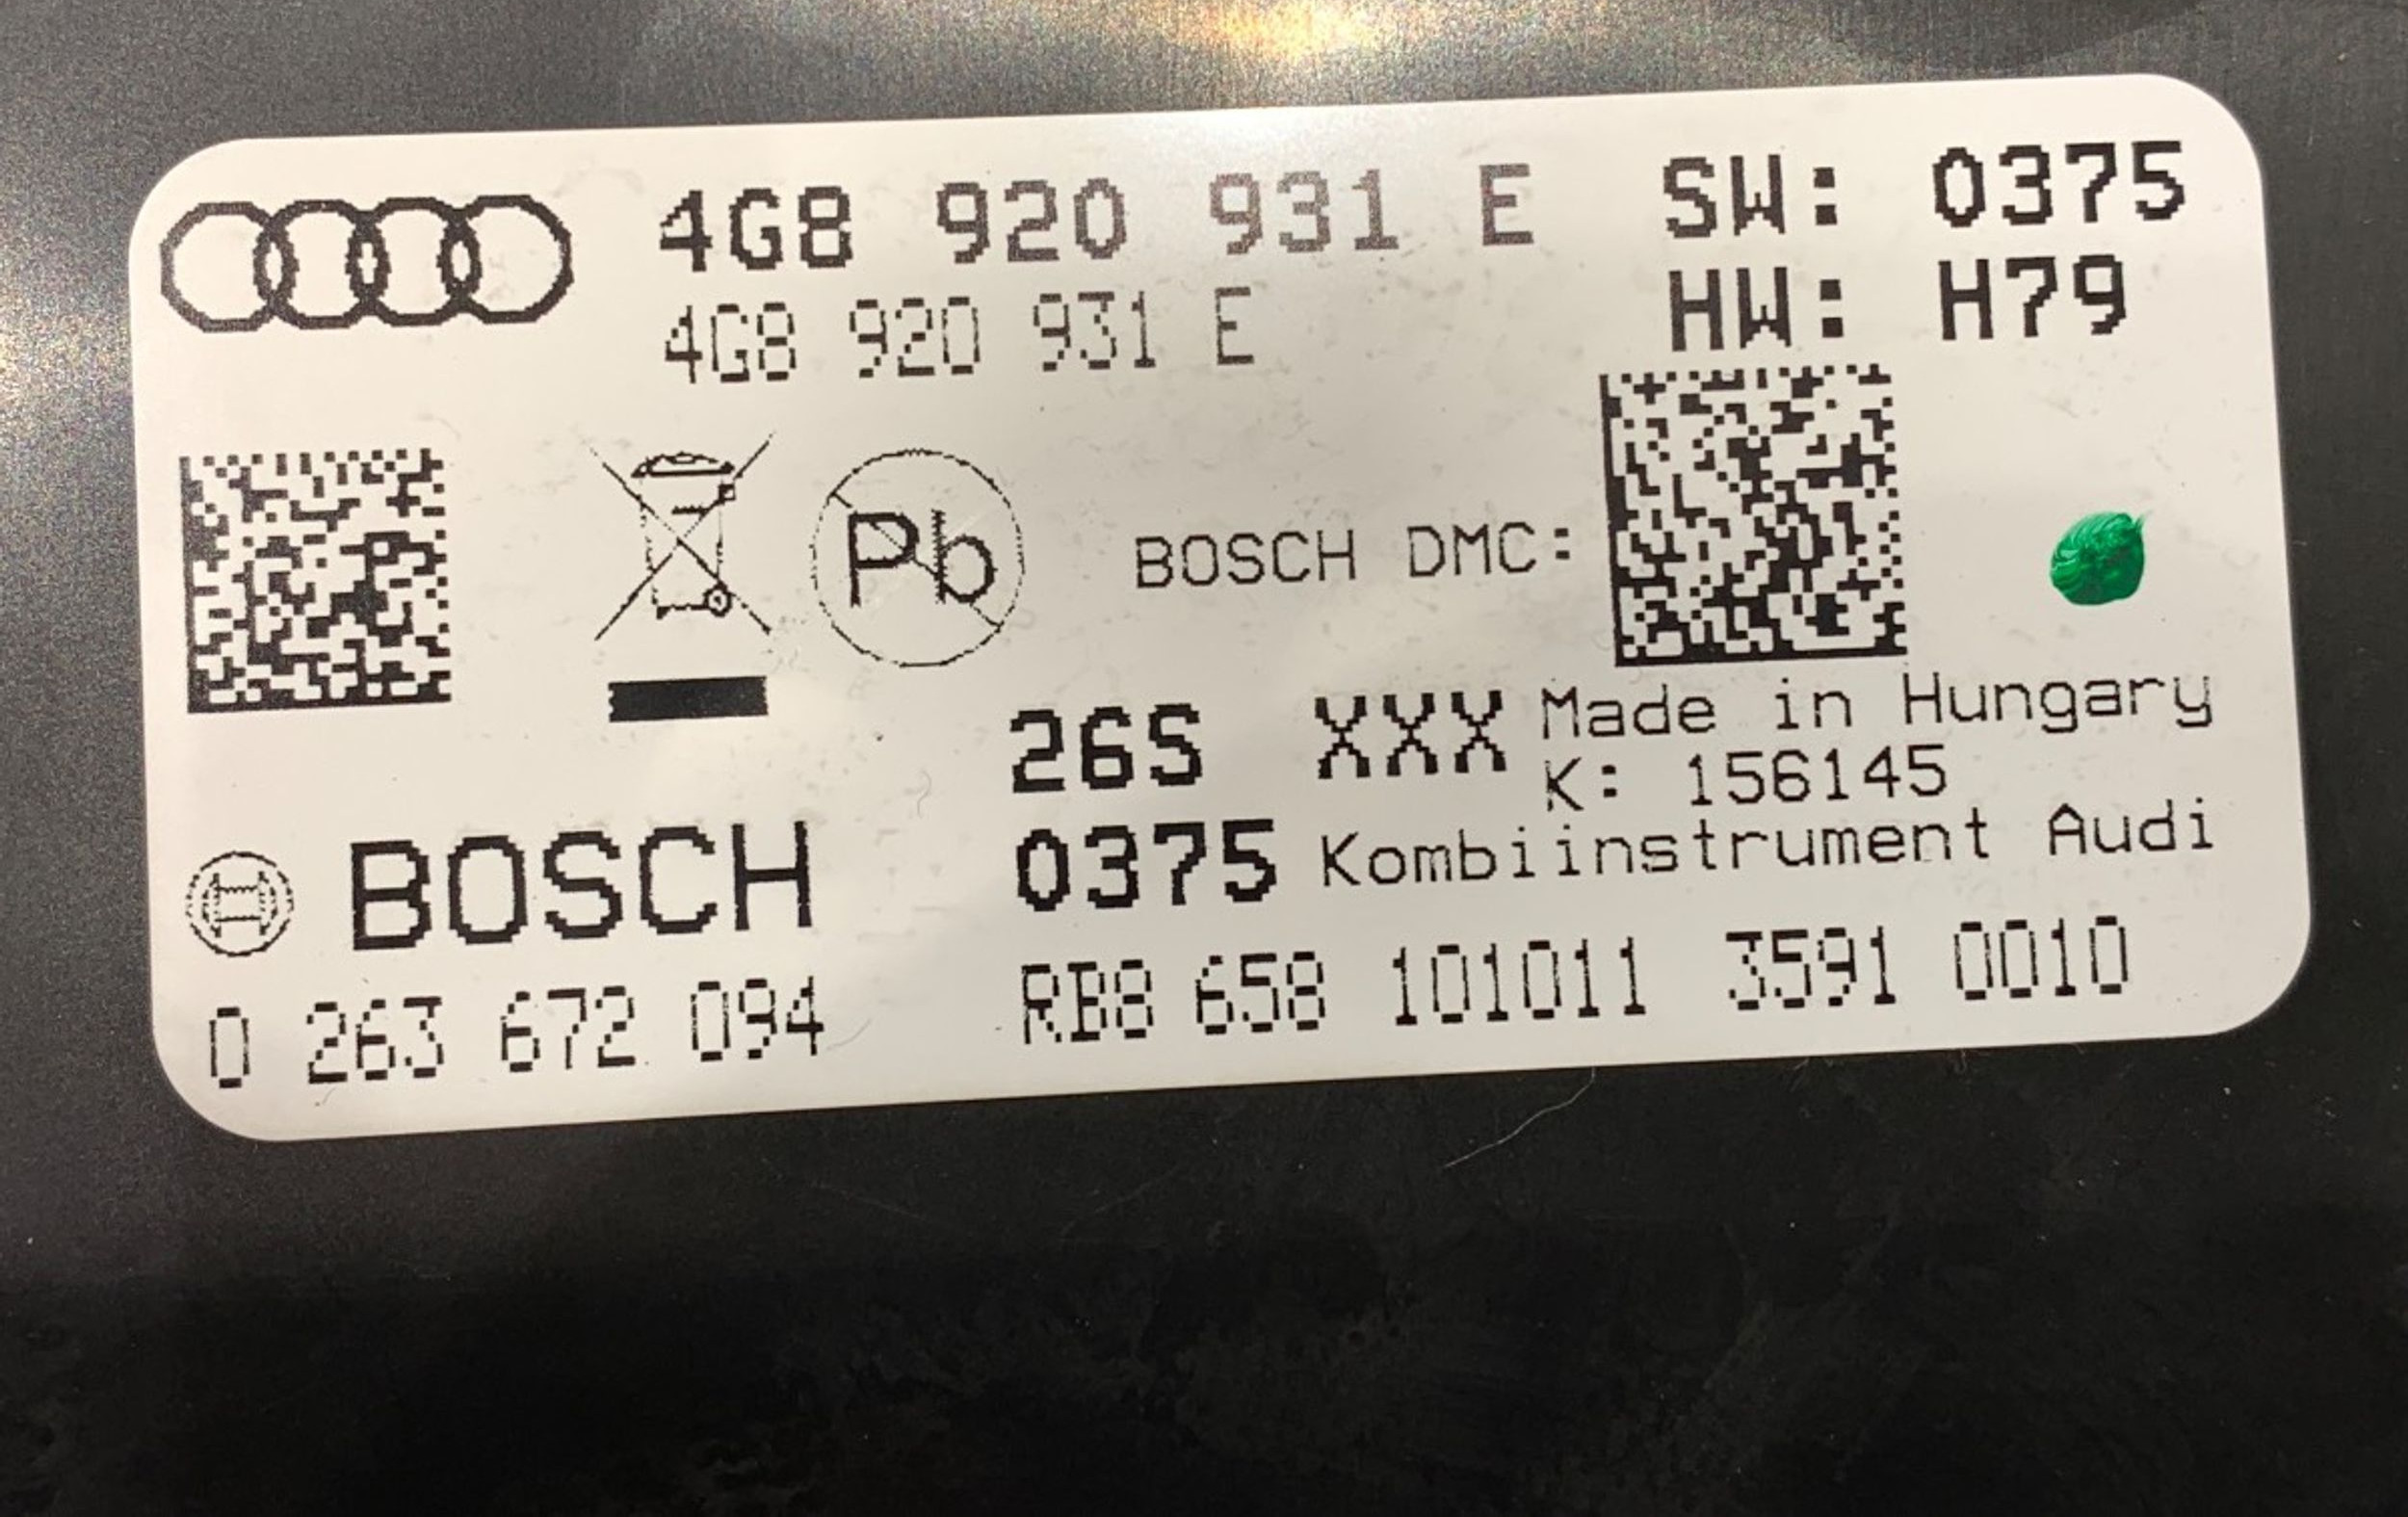 4G8 920 931 E SW: 0375
4G8 920 931 E HW: H79
Pb BOSCH DMC:
26S XXX Made in Hungary
K: 156145
BOSCH 0375 Kombiinstrument Audi
0 263 672 094 RB8 658 101011 3591 0010